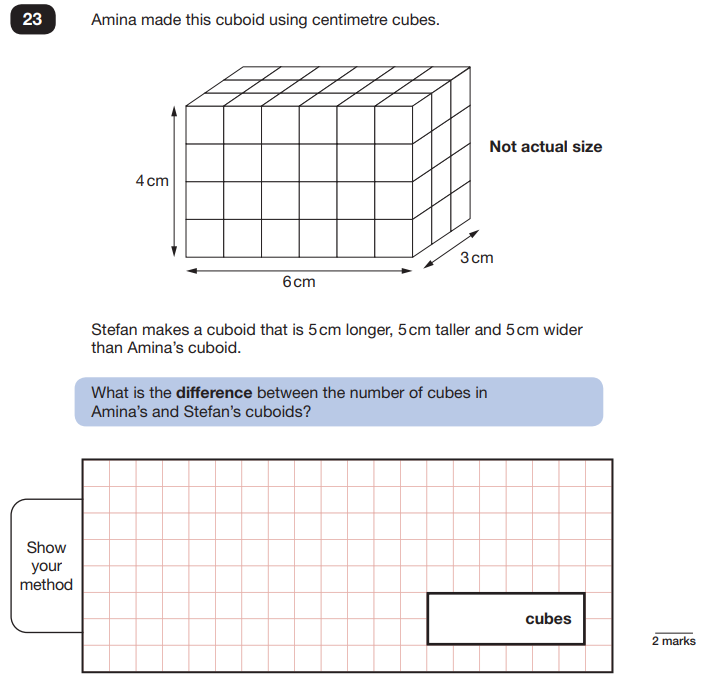 23
Amina made this cuboid using centimetre cubes.
4 cm
Not actual size
3 cm
6 cm
Stefan makes a cuboid that is 5 cm longer, 5 cm taller and 5 cm wider
than Amina's cuboid.
What is the difference between the number of cubes in
Amina's and Stefan's cuboids?
Show
your
method
cubes
2 marks